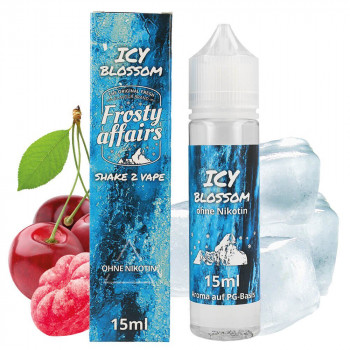 ICY
BLOSSOM
Frosty
affairs
SHAKE 2 VAPE
OHNE NIKOTIN
15ml
ICY
BLOSSOM
ohne Nikotin
15ml
Aroma auf PG-Basis